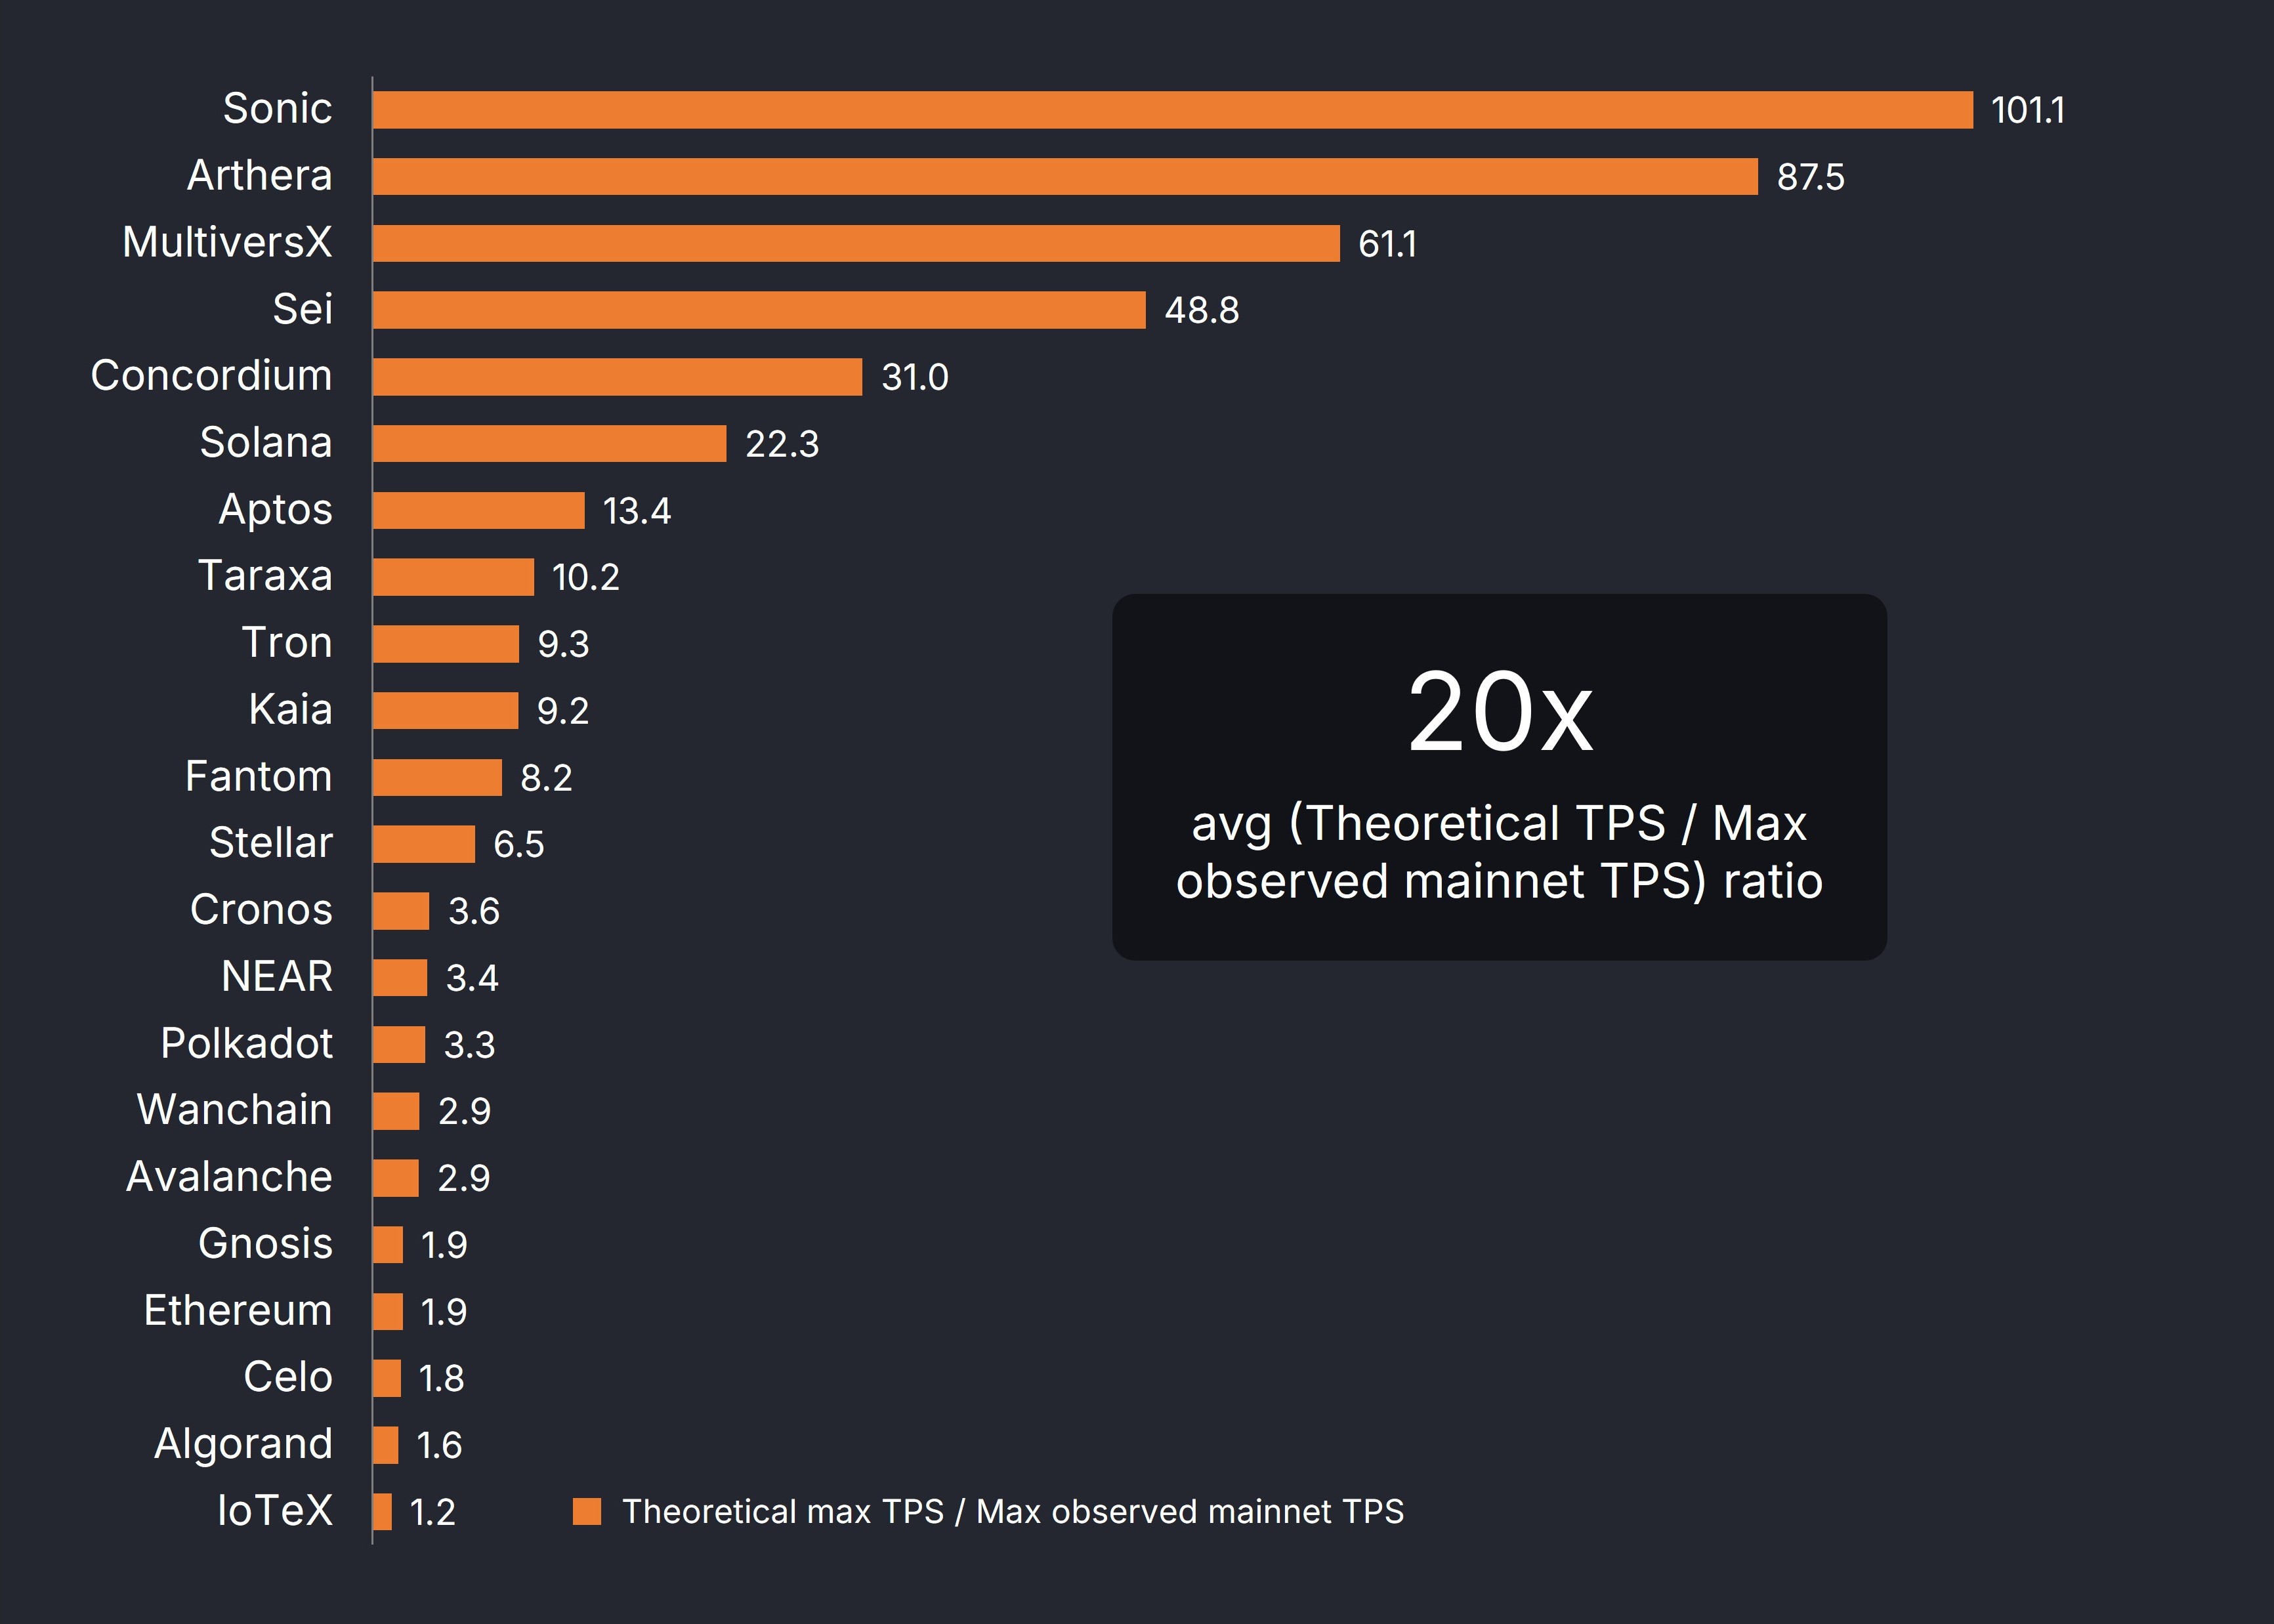 Sonic 101.1
Arthera 87.5
MultiversX 61.1
Sei 48.8
Concordium 31.0
Solana 22.3
Aptos 13.4
Taraxa 10.2
Tron 9.3
Kaia 9.2
Fantom 8.2
Stellar 6.5
Cronos 3.6
NEAR 3.4
Polkadot 3.3
Wanchain 2.9
Avalanche 2.9
Gnosis 1.9
Ethereum 1.9
Celo 1.8
Algorand 1.6
IoTeX 1.2
20x
avg (Theoretical TPS / Max
observed mainnet TPS) ratio
Theoretical max TPS / Max observed mainnet TPS